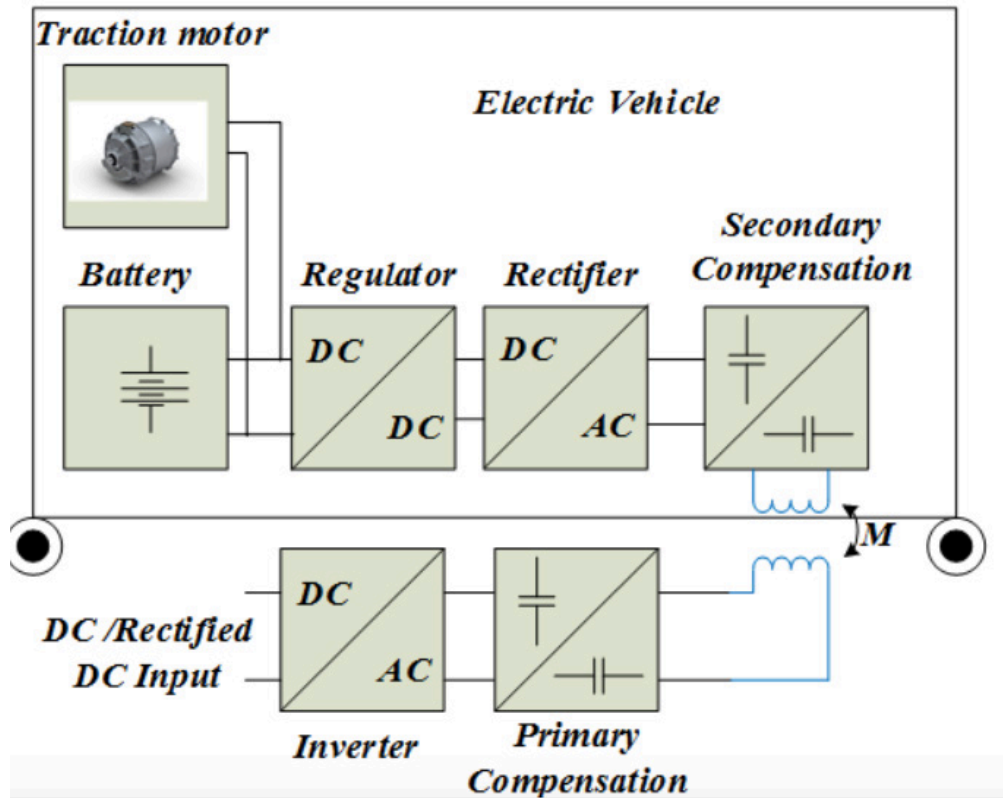 Traction motor
Electric Vehicle
Secondary
Compensation
Battery
Regulator
Rectifier
DC
DC
DC
AC
M
DC /Rectified
DC Input
DC
AC
Inverter
Primary
Compensation